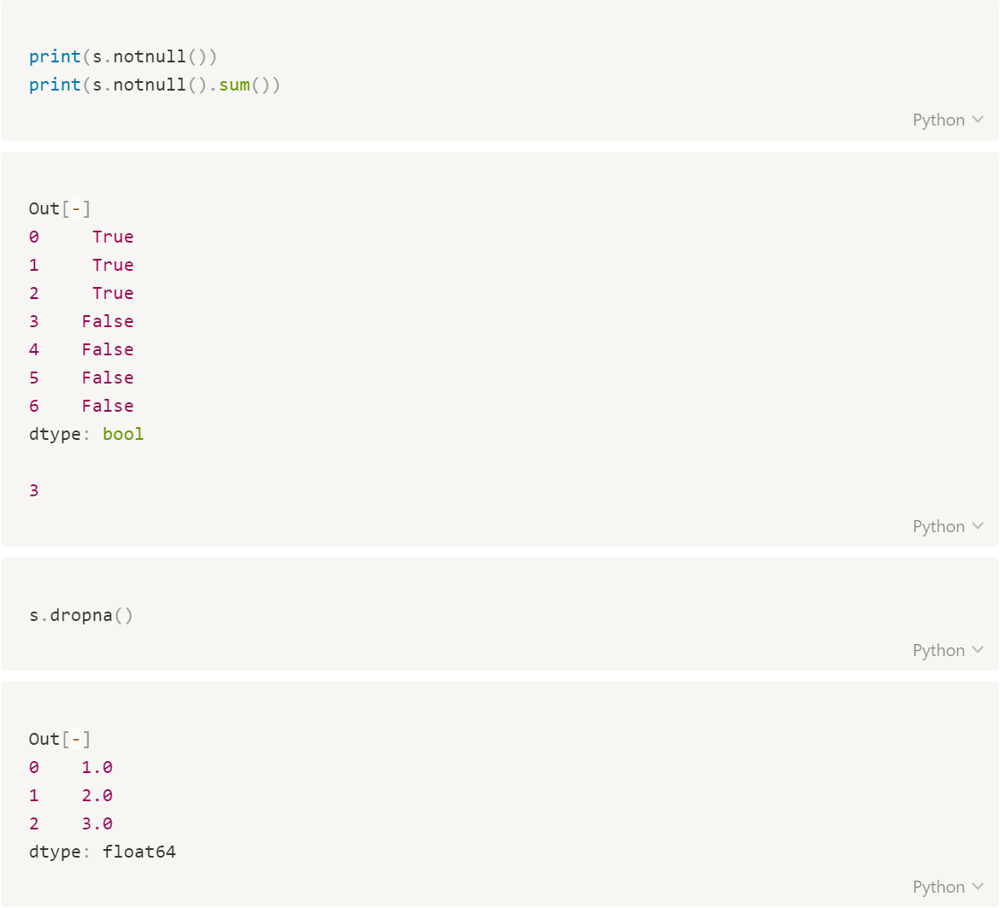 print(s.notnull())
print(s.notnull().sum())
Python
Out[-]
0     True
1     True
2     True
3    False
4    False
5    False
6    False
dtype: bool
3
Python
s.dropna()
Python
Out[-]
0    1.0
1    2.0
2    3.0
dtype: float64
Python